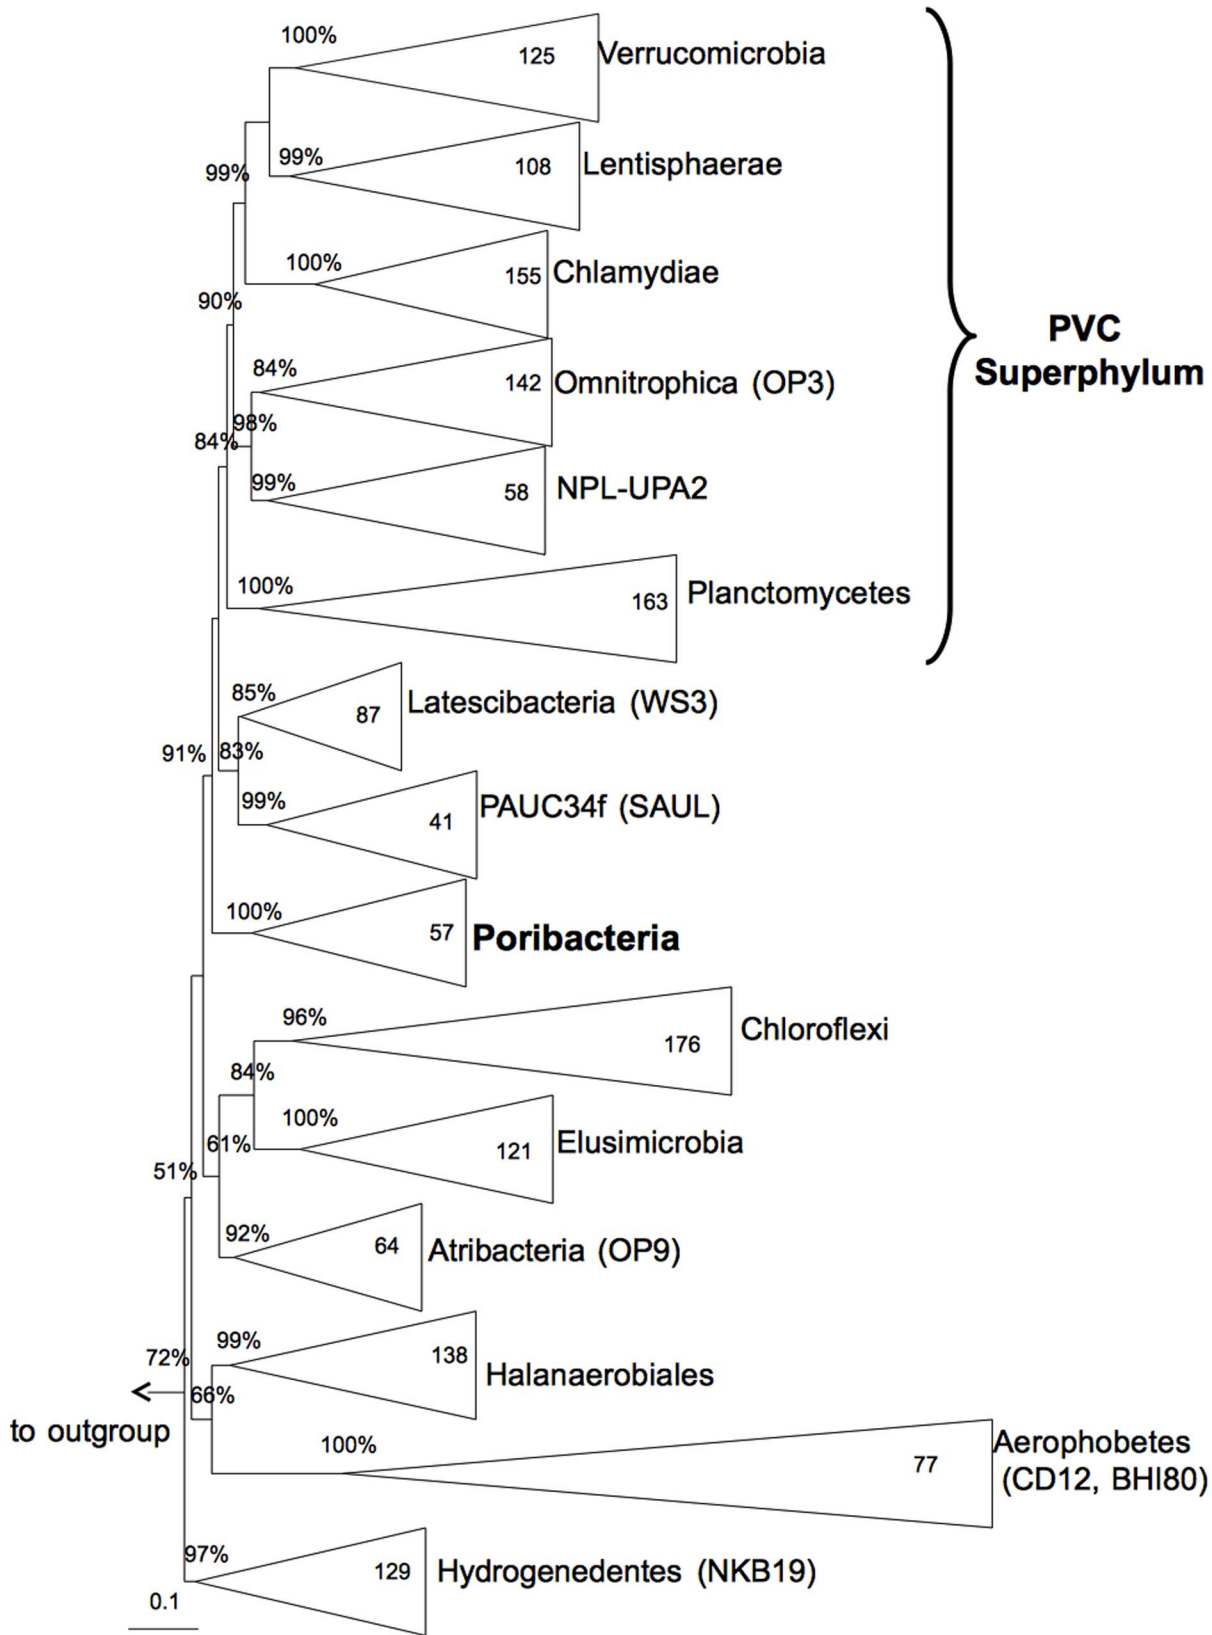 100%
125 Verrucomicrobia
99%
99%
108 Lentisphaerae
100%
155 Chlamydiae
90%
PVC
Superphylum
84%
142 Omnitrophica (OP3)
98%
84%
99%
58 NPL-UPA2
100%
163 Planctomycetes
85%
87 Latescibacteria (WS3)
91%
83%
99%
41 PAUC34f (SAUL)
100%
57 Poribacteria
96%
176 Chloroflexi
84%
100%
61%
121 Elusimicrobia
51%
92%
64 Atribacteria (OP9)
99%
72%
138 Halanaerobiales
66%
to outgroup
100%
77 Aerophobetes
(CD12, BHI80)
97%
129 Hydrogenedentes (NKB19)
0.1